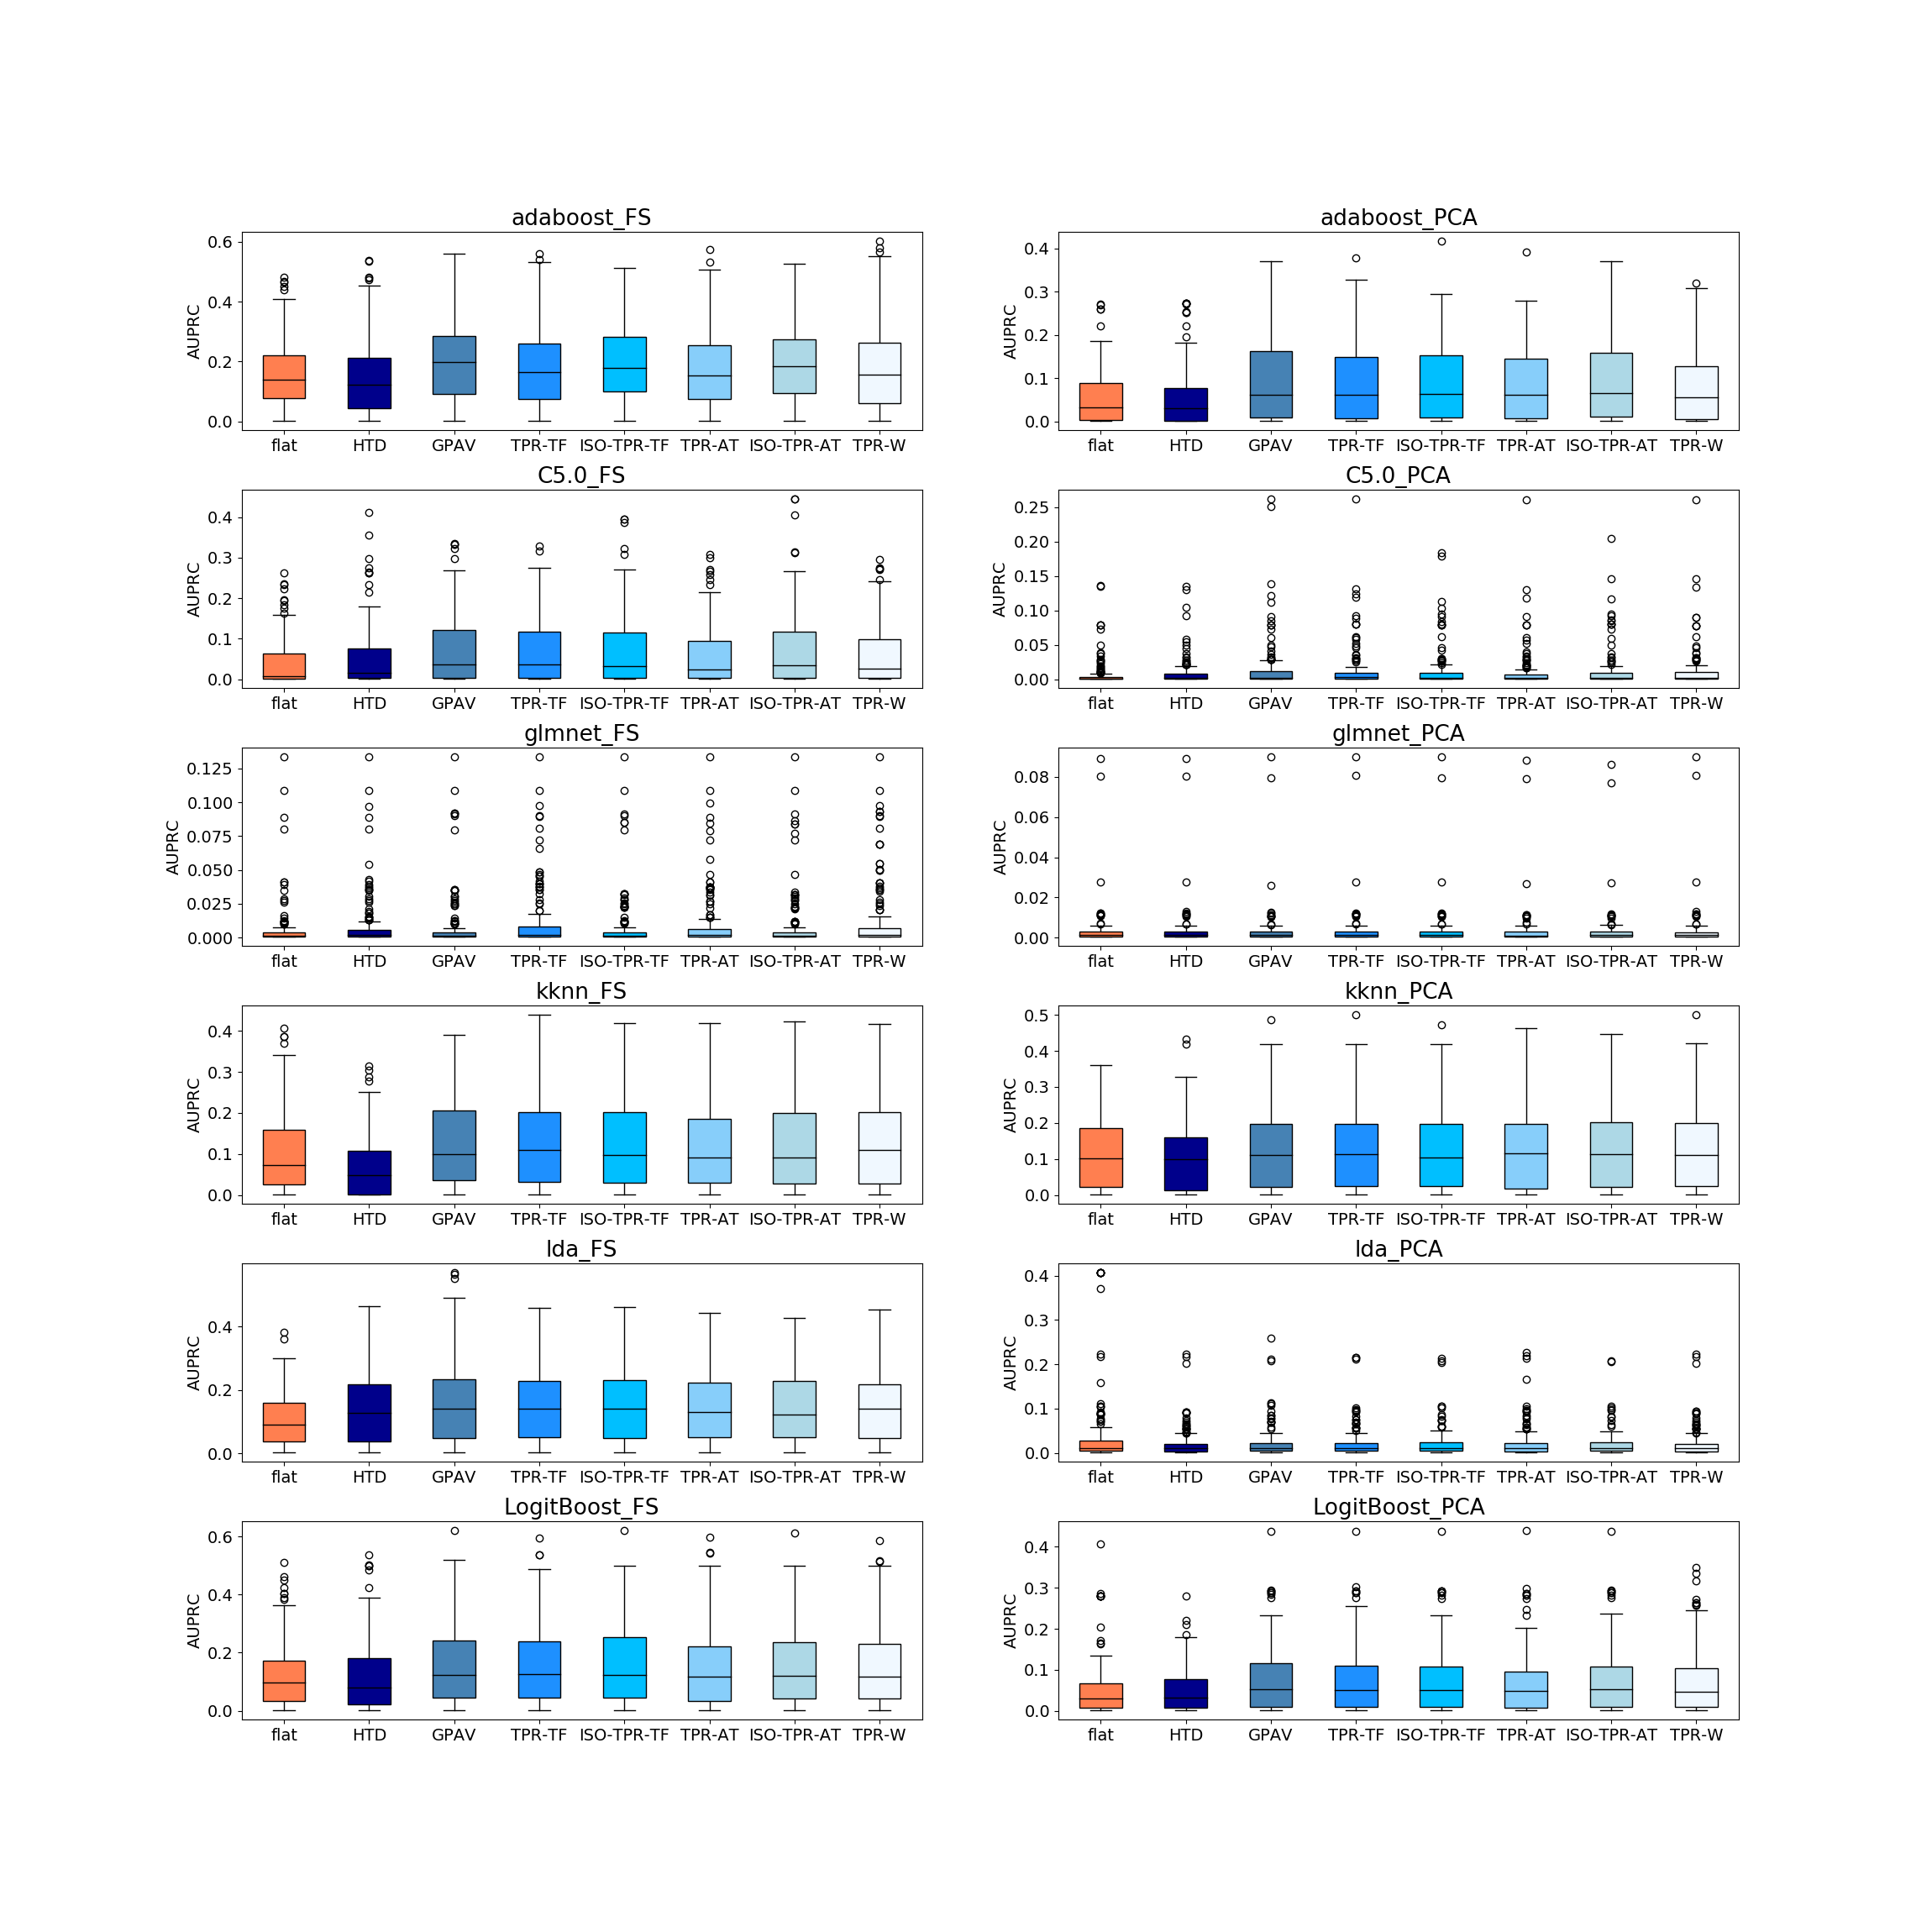 adaboost_FS
AUPRC
0.6
0.4
0.2
0.0
flat HTD GPAV TPR-TF ISO-TPR-TF TPR-AT ISO-TPR-AT TPR-W
adaboost_PCA
AUPRC
0.4
0.3
0.2
0.1
0.0
flat HTD GPAV TPR-TF ISO-TPR-TF TPR-AT ISO-TPR-AT TPR-W
C5.0_FS
AUPRC
0.4
0.3
0.2
0.1
0.0
flat HTD GPAV TPR-TF ISO-TPR-TF TPR-AT ISO-TPR-AT TPR-W
C5.0_PCA
AUPRC
0.25
0.20
0.15
0.10
0.05
0.00
flat HTD GPAV TPR-TF ISO-TPR-TF TPR-AT ISO-TPR-AT TPR-W
glmnet_FS
AUPRC
0.125
0.100
0.075
0.050
0.025
0.000
flat HTD GPAV TPR-TF ISO-TPR-TF TPR-AT ISO-TPR-AT TPR-W
glmnet_PCA
AUPRC
0.08
0.06
0.04
0.02
0.00
flat HTD GPAV TPR-TF ISO-TPR-TF TPR-AT ISO-TPR-AT TPR-W
kknn_FS
AUPRC
0.4
0.3
0.2
0.1
0.0
flat HTD GPAV TPR-TF ISO-TPR-TF TPR-AT ISO-TPR-AT TPR-W
kknn_PCA
AUPRC
0.5
0.4
0.3
0.2
0.1
0.0
flat HTD GPAV TPR-TF ISO-TPR-TF TPR-AT ISO-TPR-AT TPR-W
lda_FS
AUPRC
0.4
0.2
0.0
flat HTD GPAV TPR-TF ISO-TPR-TF TPR-AT ISO-TPR-AT TPR-W
lda_PCA
AUPRC
0.4
0.3
0.2
0.1
0.0
flat HTD GPAV TPR-TF ISO-TPR-TF TPR-AT ISO-TPR-AT TPR-W
LogitBoost_FS
AUPRC
0.6
0.4
0.2
0.0
flat HTD GPAV TPR-TF ISO-TPR-TF TPR-AT ISO-TPR-AT TPR-W
LogitBoost_PCA
AUPRC
0.4
0.3
0.2
0.1
0.0
flat HTD GPAV TPR-TF ISO-TPR-TF TPR-AT ISO-TPR-AT TPR-W